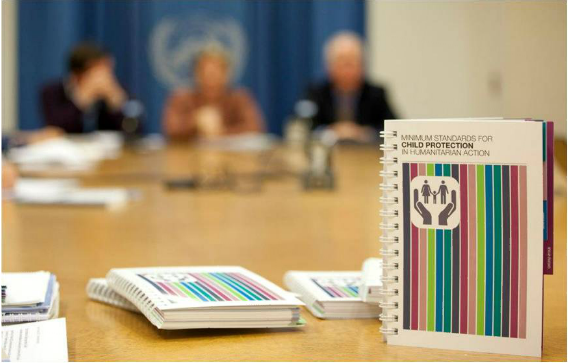 MINIMUM STANDARDS FOR
CHILD PROTECTION
IN HUMANITARIAN ACTION